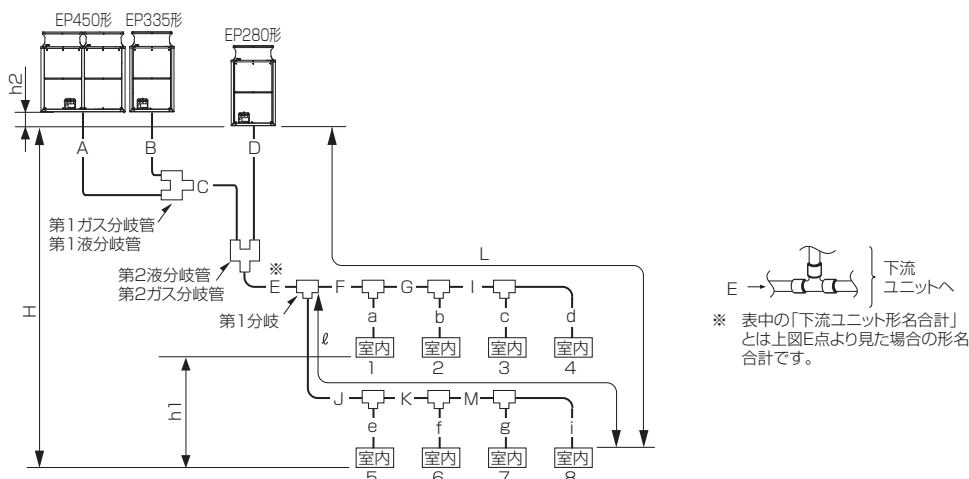 EP450形 EP335形
EP280形
h2
A
B
D
C
第1ガス分岐管
第1液分岐管
第2液分岐管
第2ガス分岐管
H
L
※
E F G I
第1分岐
a b c d
ℓ
室内 室内 室内 室内
1 2 3 4
h1
J K M
e f g i
室内 室内 室内 室内
5 6 7 8
E
下流
ユニットへ
※ 表中の「下流ユニット形名合計」
とは上図E点より見た場合の形名
合計です。